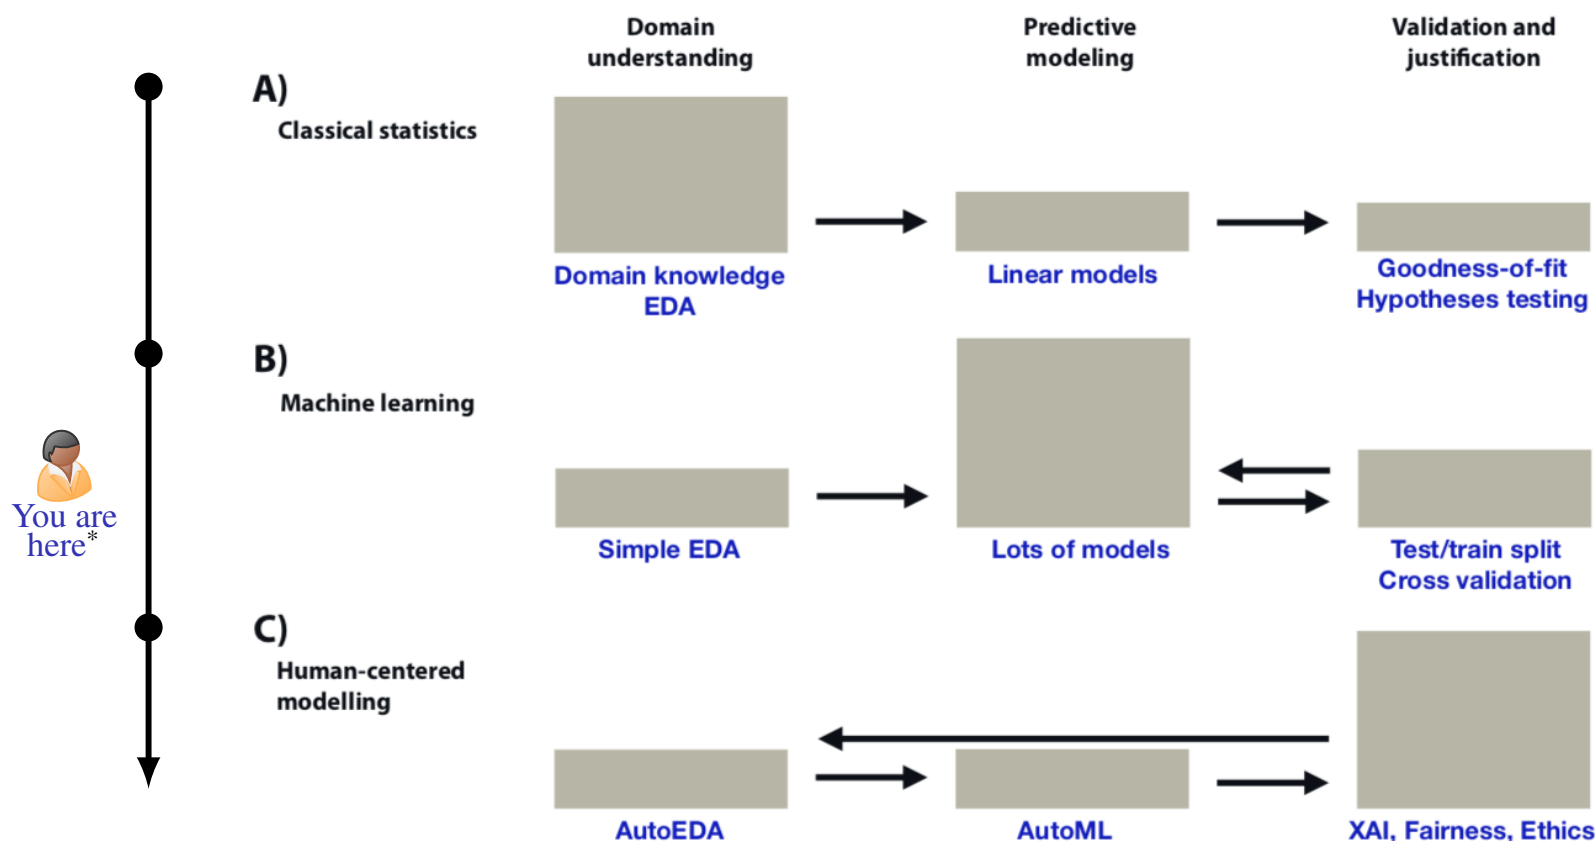 Domain
understanding
Predictive
modeling
Validation and
justification
A)
Classical statistics
Domain knowledge
EDA
Linear models
Goodness-of-fit
Hypotheses testing
B)
Machine learning
You are
here*
Simple EDA
Lots of models
Test/train split
Cross validation
C)
Human-centered
modelling
AutoEDA
AutoML
XAI, Fairness, Ethics